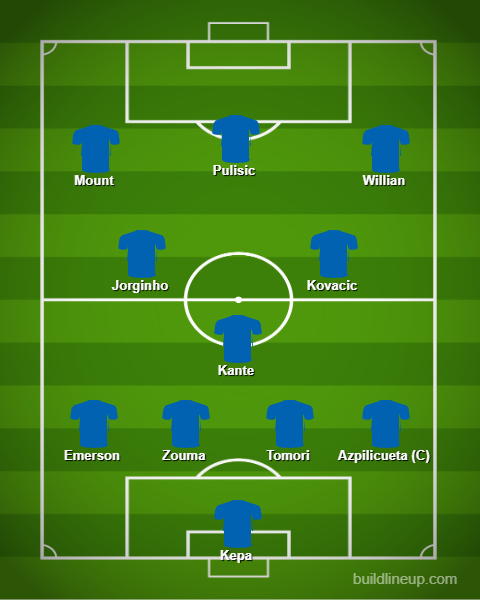 Mount
Pulisic
Willian
Jorginho
Kovacic
Kante
Emerson
Zouma
Tomori
Azpilicueta (C)
Kepa
buildlineup.com